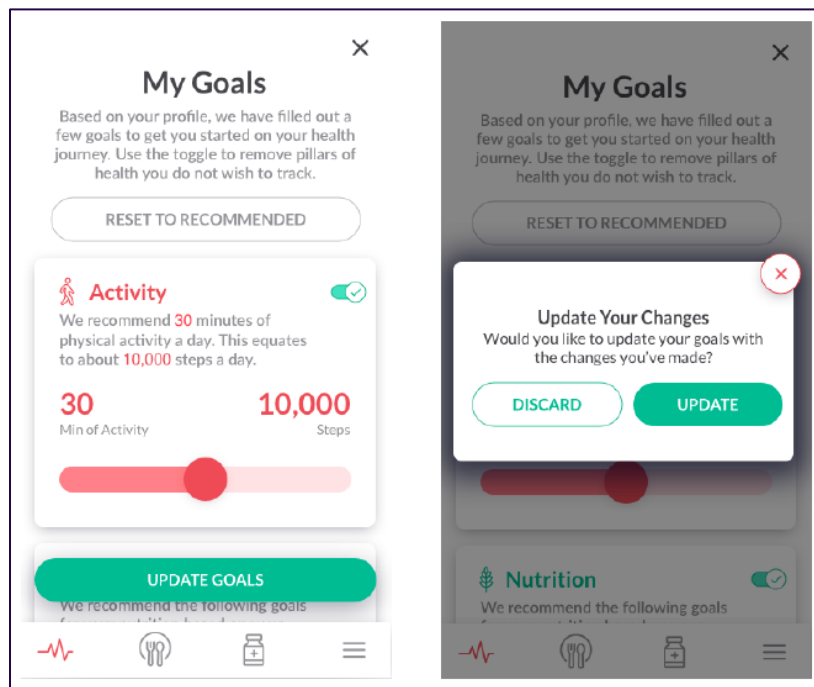 My Goals
Based on your profile, we have filled out a
few goals to get you started on your health
journey. Use the toggle to remove pillars of
health you do not wish to track.
RESET TO RECOMMENDED
Activity
We recommend 30 minutes of
physical activity a day. This equates
to about 10,000 steps a day.
30
Min of Activity
10,000
Steps
UPDATE GOALS
We recommend the following goals
My Goals
Based on your profile, we have filled out a
few goals to get you started on your health
journey. Use the toggle to remove pillars of
health you do not wish to track.
RESET TO RECOMMENDED
Update Your Changes
Would you like to update your goals with
the changes you've made?
DISCARD
UPDATE
Nutrition
We recommend the following goals